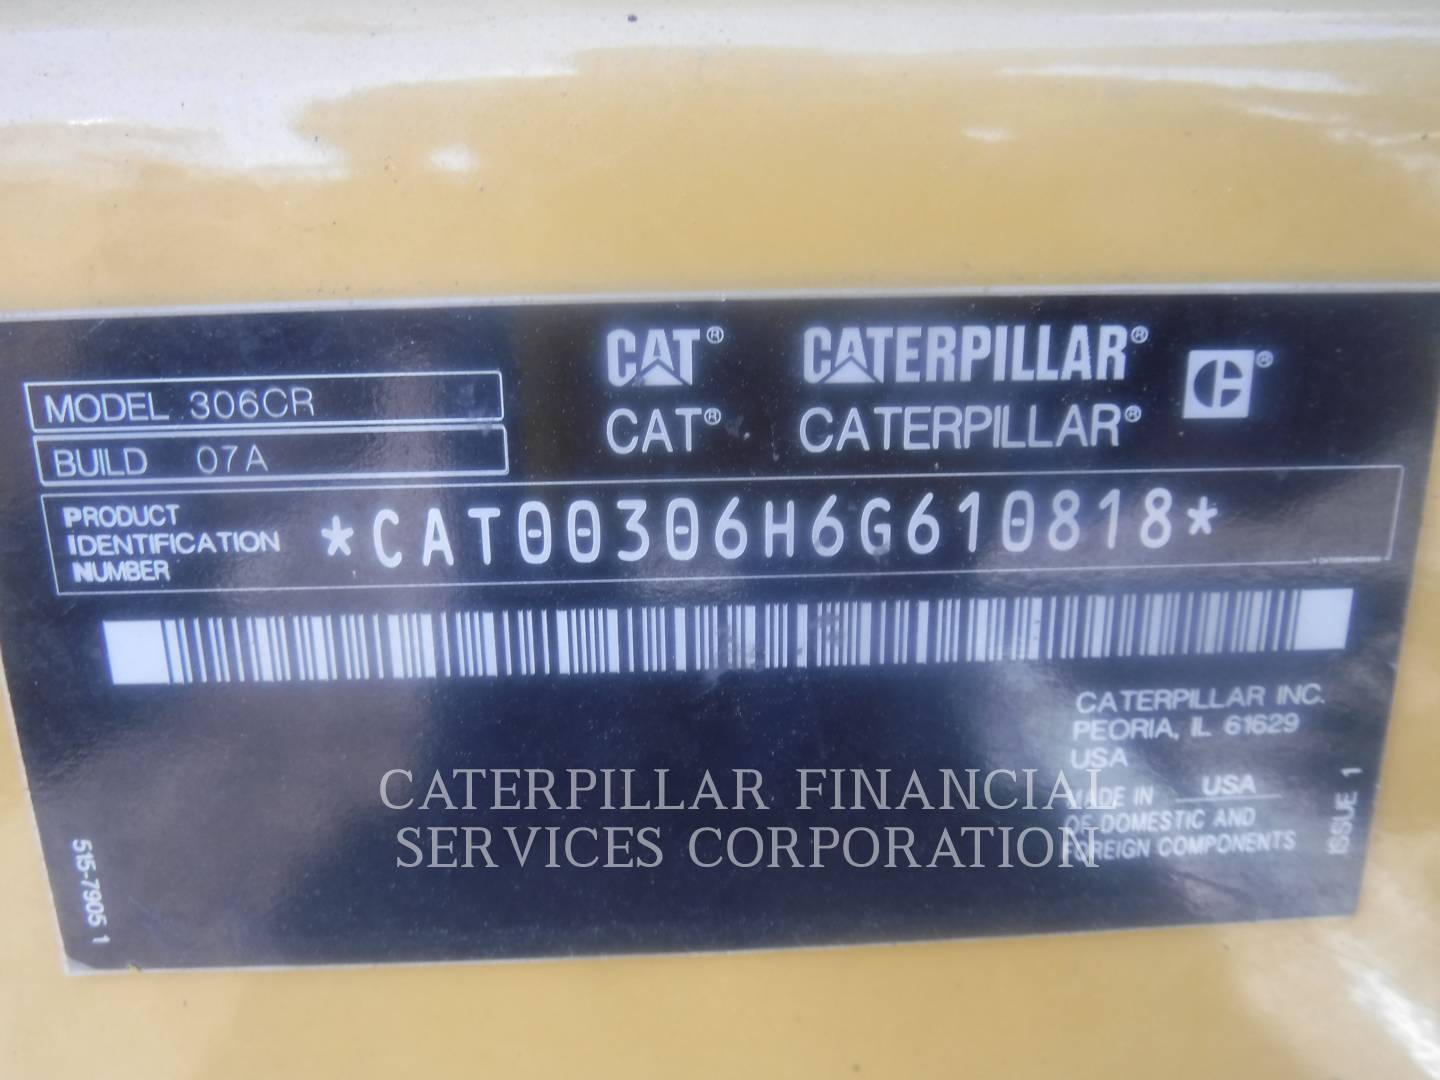 CAT® CATERPILLAR®
CAT® CATERPILLAR®
MODEL 306CR
BUILD 07A
PRODUCT
IDENTIFICATION
NUMBER
*CAT00306H6G610818*
CATERPILLAR INC.
PEORIA, IL 61629
USA
MADE IN USA
OF DOMESTIC AND
FOREIGN COMPONENTS
ISSUE 1
515-7905 1
CATERPILLAR FINANCIAL
SERVICES CORPORATION